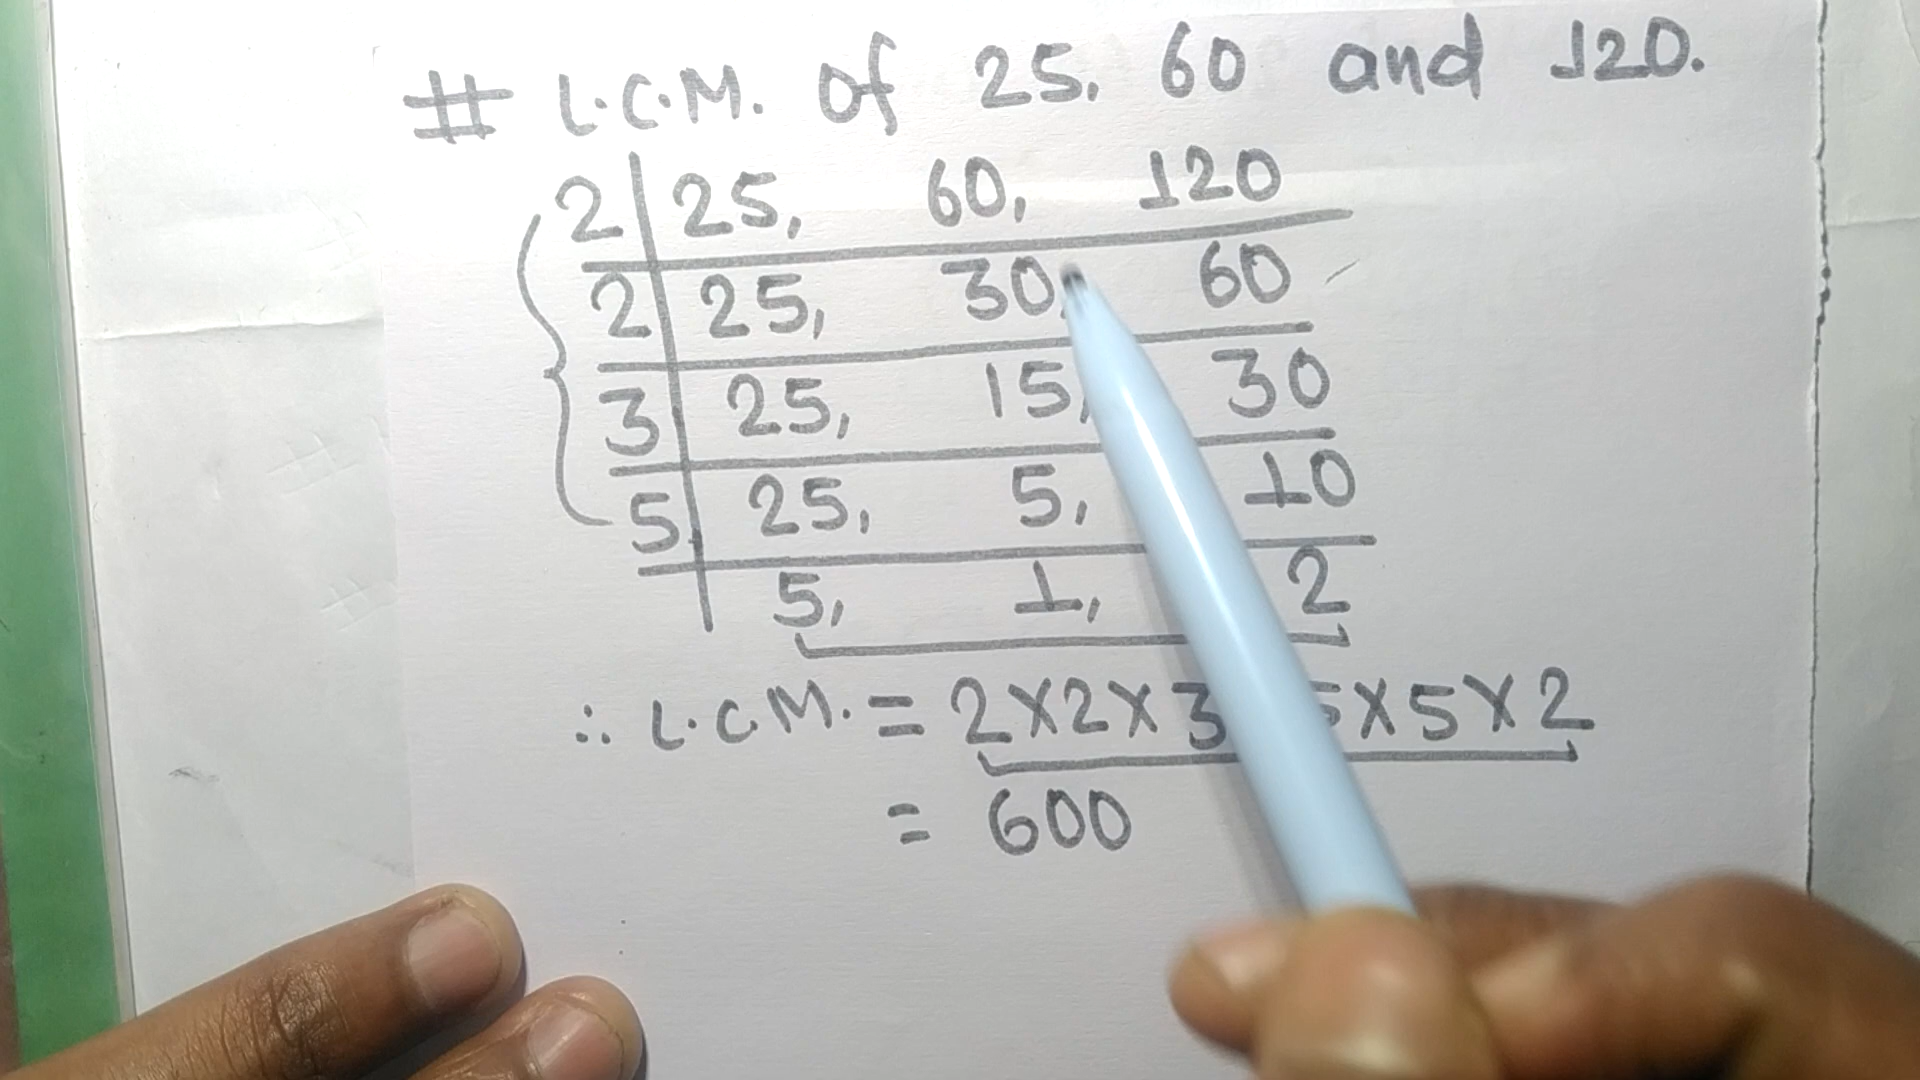 # L.C.M. of 25, 60 and 120.
2 | 25, 60, 120
2 | 25, 30, 60
3 | 25, 15, 30
5 | 25, 5, 10
5, 1, 2
∴ L.C.M. = 2×2×3 5×5×2
= 600